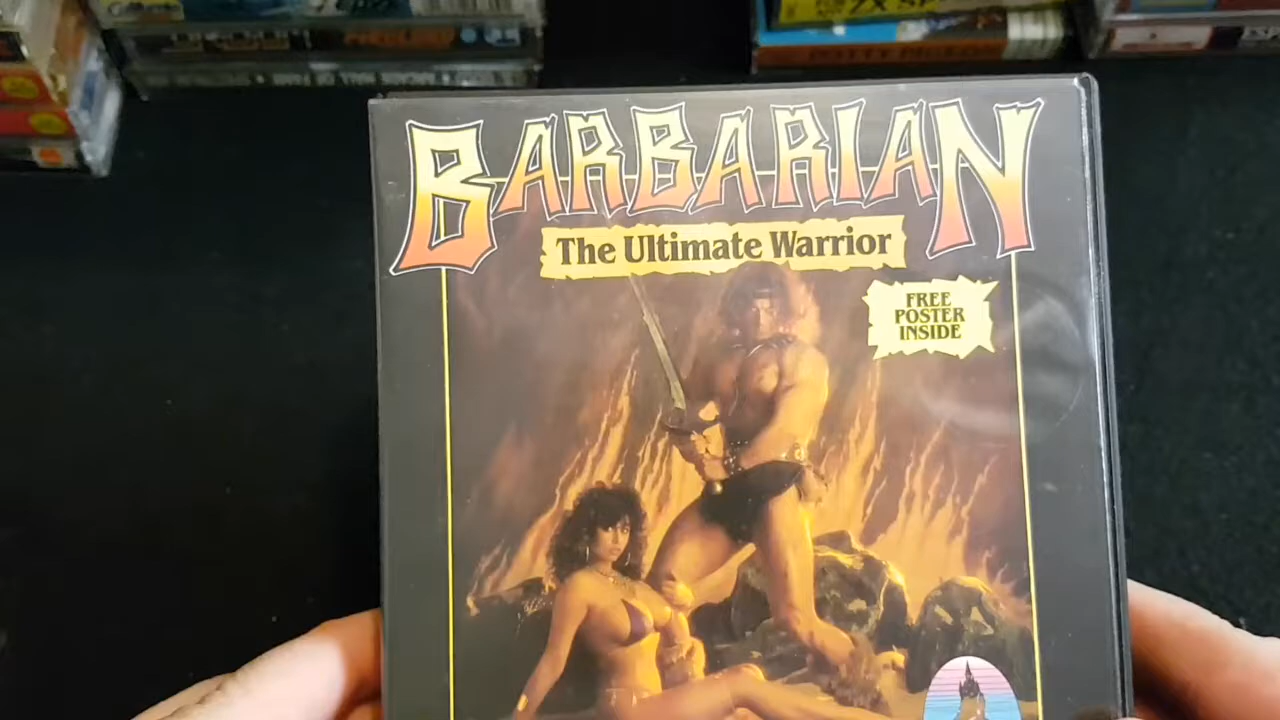 BARBARIAN
The Ultimate Warrior
FREE
POSTER
INSIDE